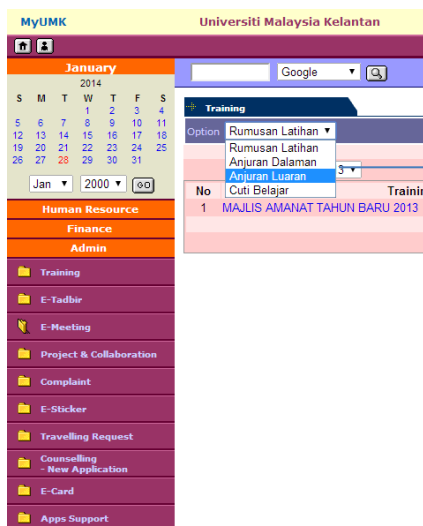 MyUMK
Universiti Malaysia Kelantan
January
2014
S M T W T F S
1 2 3 4
5 6 7 8 9 10 11
12 13 14 15 16 17 18
19 20 21 22 23 24 25
26 27 28 29 30 31
Jan
2000
GO
Human Resource
Finance
Admin
Training
E-Tadbir
E-Meeting
Project & Collaboration
Complaint
E-Sticker
Travelling Request
Counselling
- New Application
E-Card
Apps Support
Google
Training
Option Rumusan Latihan
Rumusan Latihan
Anjuran Dalaman
Anjuran Luaran
Cuti Belajar
3
No
1 MAJLIS AMANAT TAHUN BARU 2013